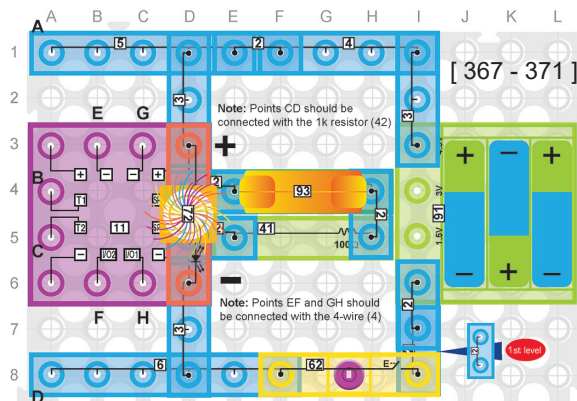 A B C D E F G H I J K L
A
1 5 2 4
[ 367 - 371 ]
2 3 3
Note: Points CD should be
connected with the 1k resistor (42)
E G
3 +
+ − − +
B
4 T1 2 93 3V
+ − +
11 72 2 91
5 T2 2 41 100Ω 1.5V
C
− I/O2 I/O1 −
6 − − + −
Note: Points EF and GH should
be connected with the 4-wire (4)
2
F H
7 3
2 1st level
8 6 62 E
D